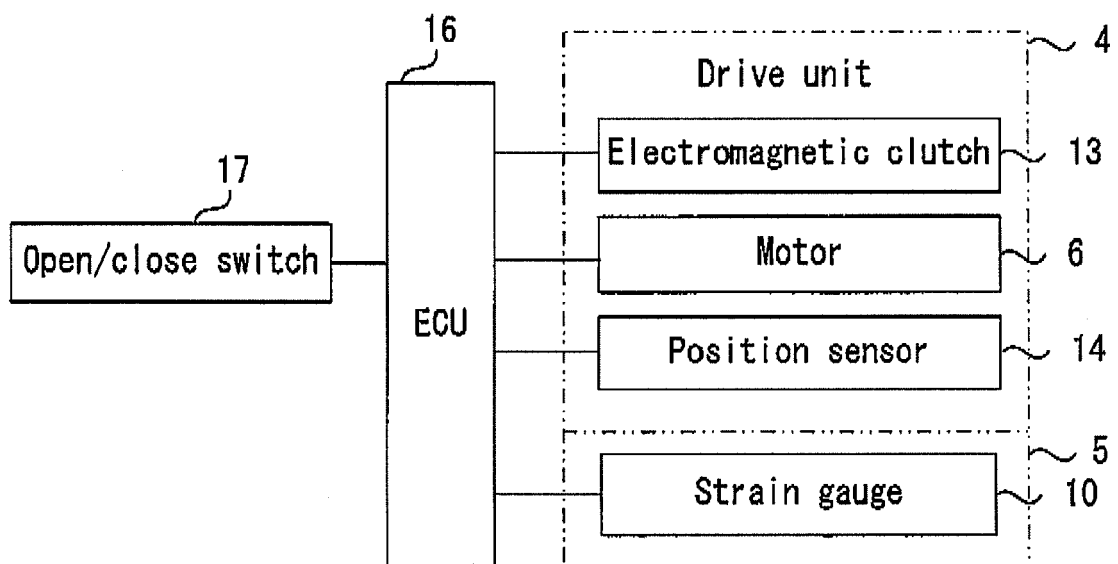 16
4
Drive unit
Electromagnetic clutch
13
17
Open/close switch
Motor
6
ECU
Position sensor
14
5
Strain gauge
10